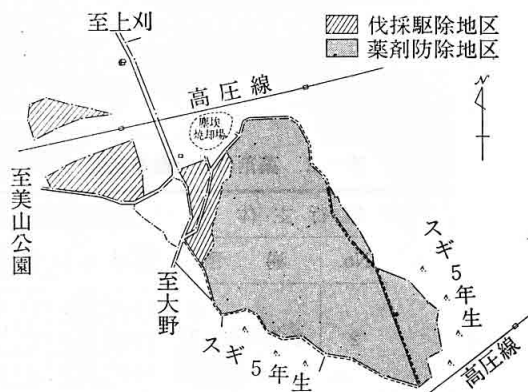 至上刈
伐採駆除地区
薬剤防除地区
高圧線
塵埃
焼却場
N
至美山公園
至大野
スギ5年生
スギ5年生
高圧線